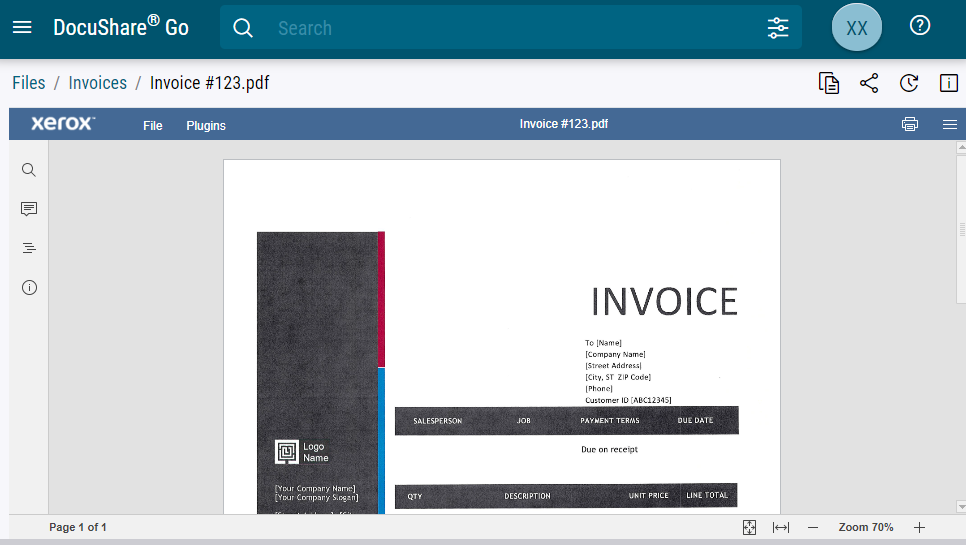 DocuShare® Go
Search
XX
Files / Invoices / Invoice #123.pdf
xerox™
File Plugins
Invoice #123.pdf
INVOICE
To [Name]
[Company Name]
[Street Address]
[City, ST ZIP Code]
[Phone]
Customer ID [ABC12345]
SALESPERSON JOB PAYMENT TERMS DUE DATE
Due on receipt
Logo
Name
[Your Company Name]
[Your Company Slogan]
QTY DESCRIPTION UNIT PRICE LINE TOTAL
Page 1 of 1
Zoom 70%